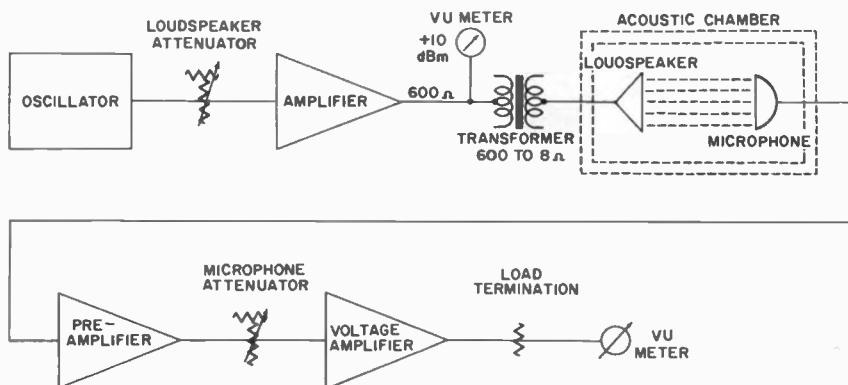 VU METER
+10
dBm
LOUDSPEAKER
ATTENUATOR
ACOUSTIC CHAMBER
LOUDSPEAKER
OSCILLATOR
AMPLIFIER
600 Ω
TRANSFORMER
600 TO 8 Ω
MICROPHONE
MICROPHONE
ATTENUATOR
LOAD
TERMINATION
PRE-
AMPLIFIER
VOLTAGE
AMPLIFIER
VU
METER